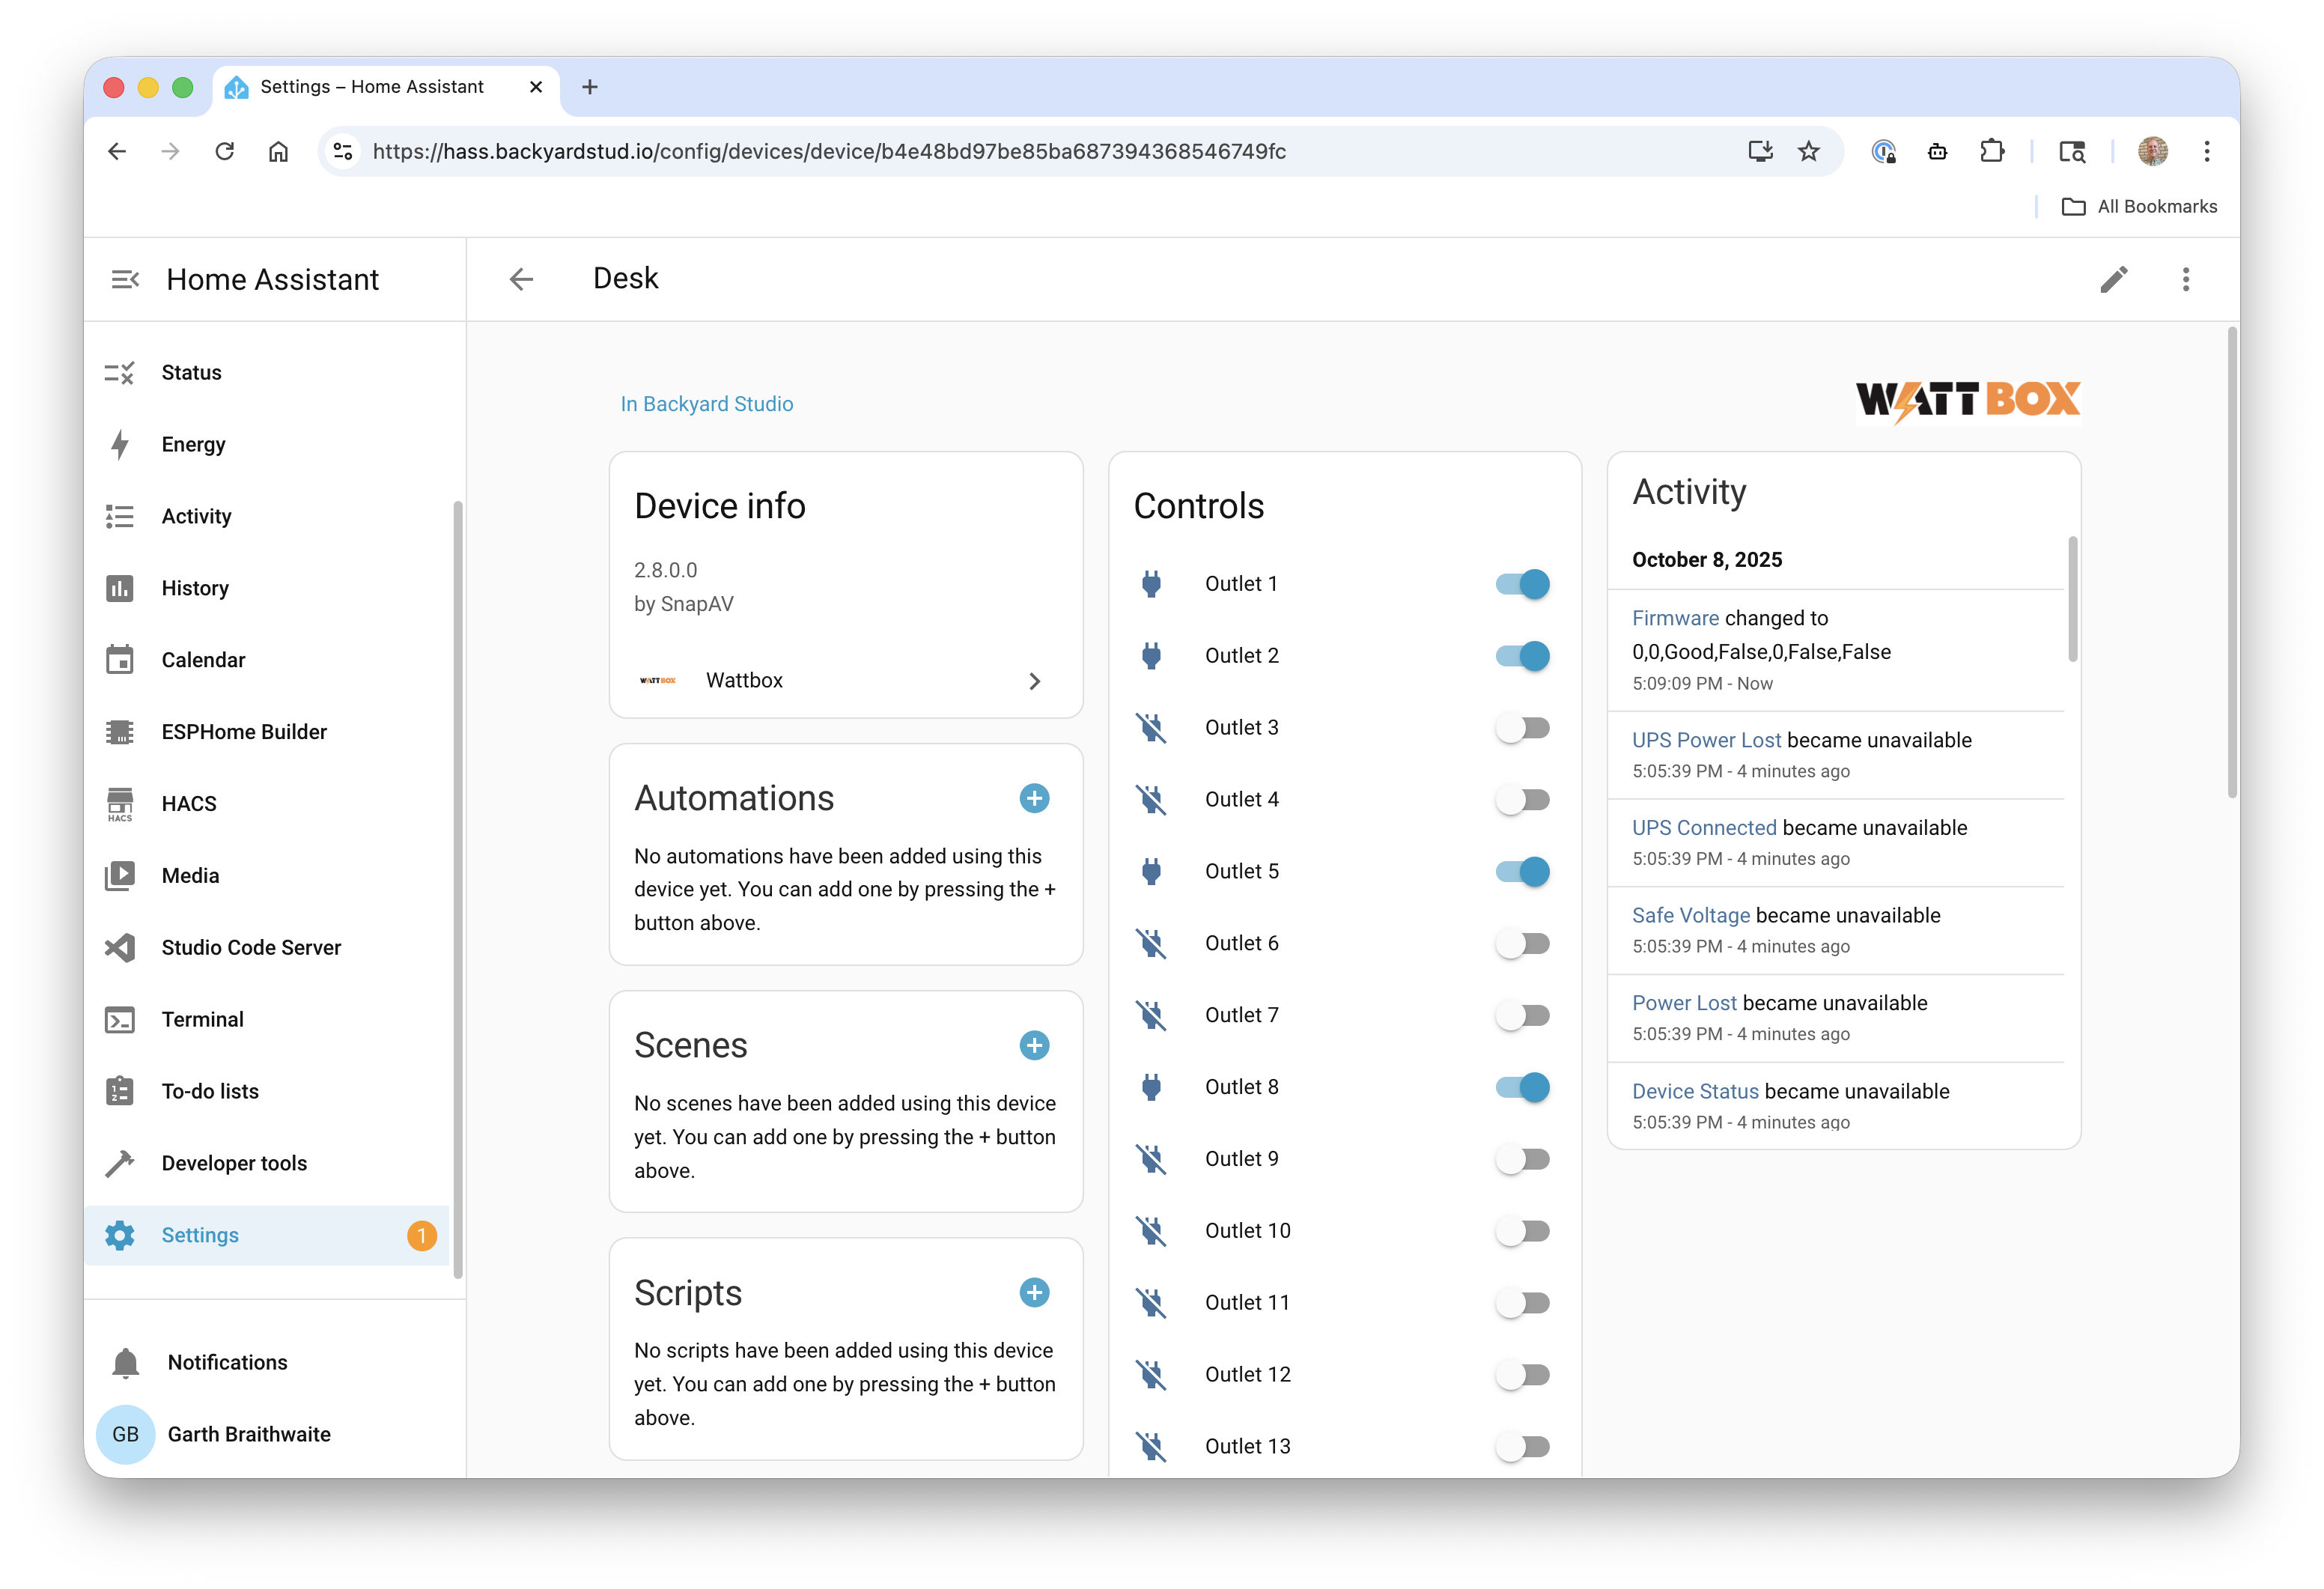 Settings – Home Assistant
https://hass.backyardstud.io/config/devices/device/b4e48bd97be85ba687394368546749fc
All Bookmarks
Home Assistant
Status
Energy
Activity
History
Calendar
ESPHome Builder
HACS
HACS
Media
Studio Code Server
Terminal
To-do lists
Developer tools
Settings
1
Notifications
GB
Garth Braithwaite
Desk
In Backyard Studio
WATTBOX
Device info
2.8.0.0
by SnapAV
WATTBOX
Wattbox
Automations
No automations have been added using this
device yet. You can add one by pressing the +
button above.
Scenes
No scenes have been added using this device
yet. You can add one by pressing the + button
above.
Scripts
No scripts have been added using this device
yet. You can add one by pressing the + button
above.
Controls
Outlet 1
Outlet 2
Outlet 3
Outlet 4
Outlet 5
Outlet 6
Outlet 7
Outlet 8
Outlet 9
Outlet 10
Outlet 11
Outlet 12
Outlet 13
Activity
October 8, 2025
Firmware changed to
0,0,Good,False,0,False,False
5:09:09 PM - Now
UPS Power Lost became unavailable
5:05:39 PM - 4 minutes ago
UPS Connected became unavailable
5:05:39 PM - 4 minutes ago
Safe Voltage became unavailable
5:05:39 PM - 4 minutes ago
Power Lost became unavailable
5:05:39 PM - 4 minutes ago
Device Status became unavailable
5:05:39 PM - 4 minutes ago